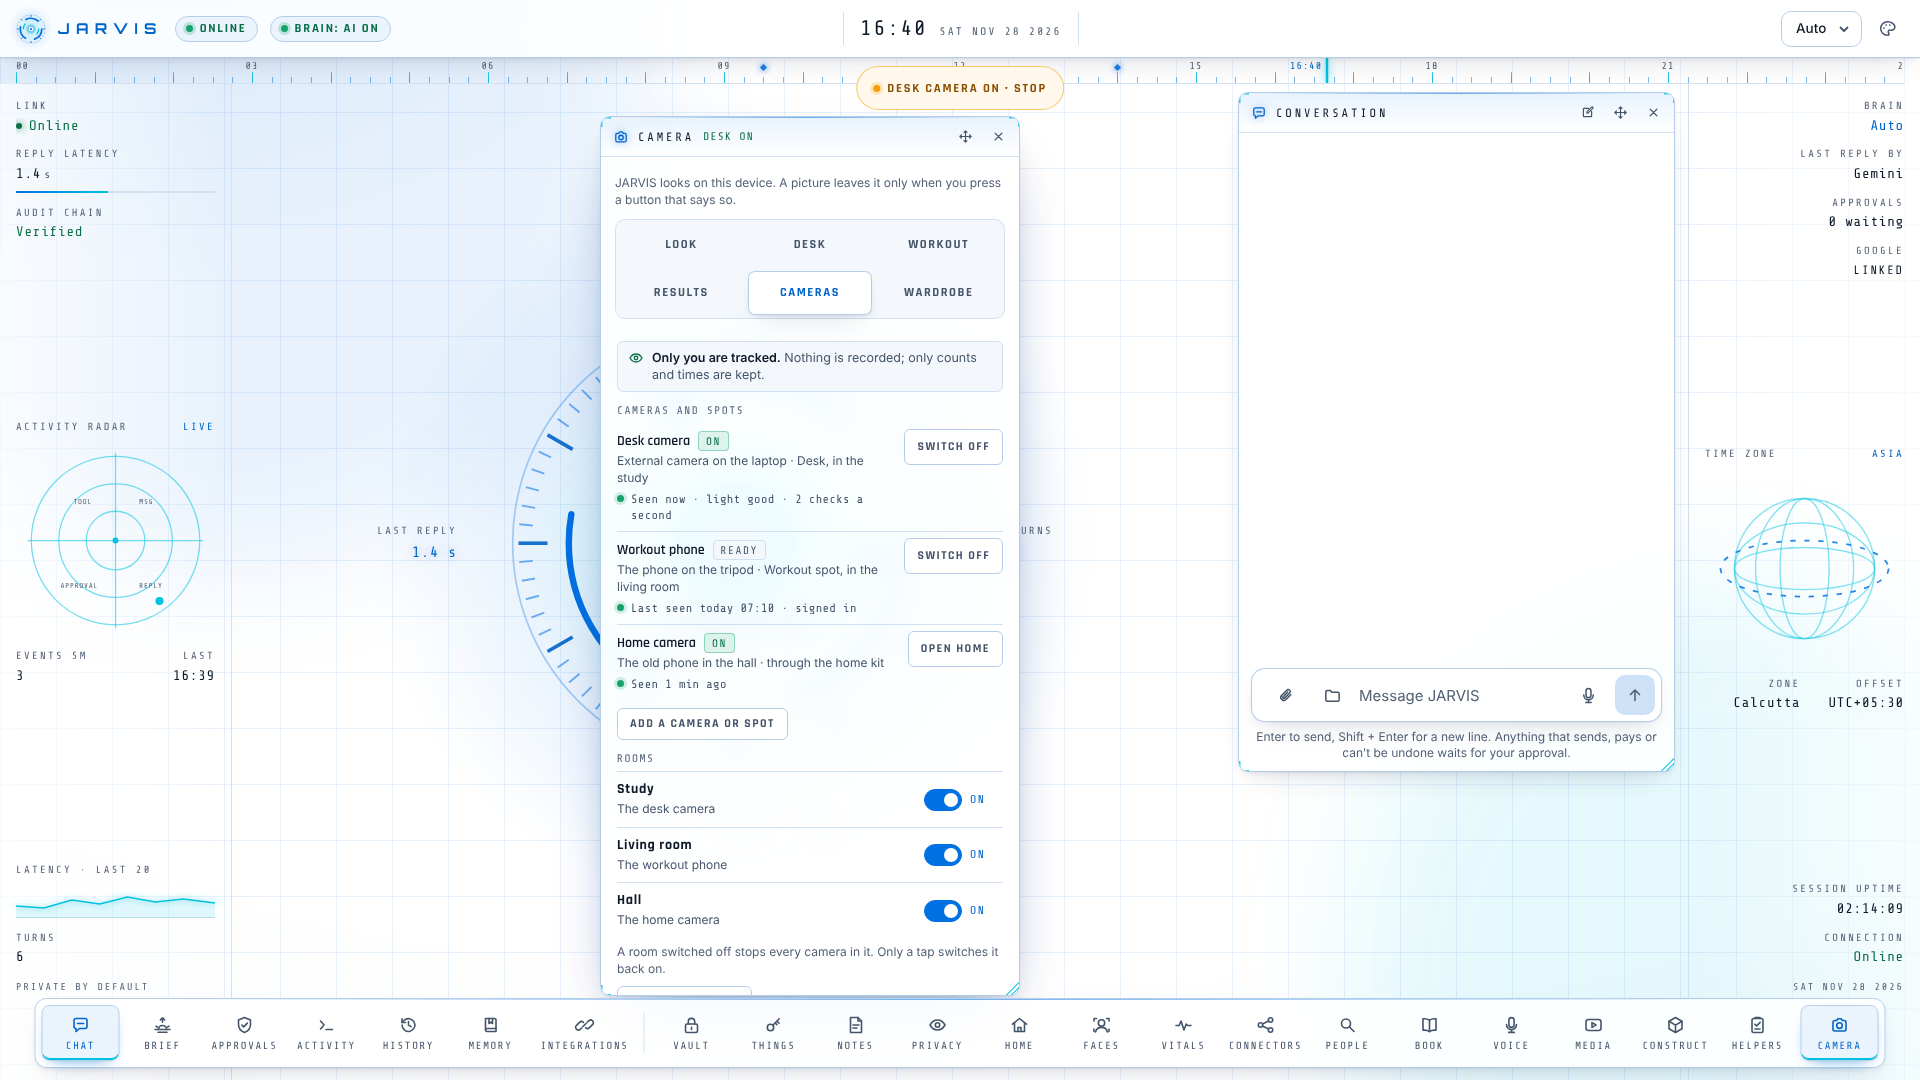 JARVIS
ONLINE
BRAIN: AI ON
16:40 SAT NOV 28 2026
Auto
00 03 06 09 12 15 16:40 18 21 2
DESK CAMERA ON · STOP
LINK
Online
REPLY LATENCY
1.4 s
AUDIT CHAIN
Verified
ACTIVITY RADAR LIVE
TOOL MSG
APPROVAL REPLY
EVENTS 5M LAST
3 16:39
LATENCY · LAST 20
TURNS
6
PRIVATE BY DEFAULT
LAST REPLY
1.4 s
URNS
CAMERA DESK ON
JARVIS looks on this device. A picture leaves it only when you press
a button that says so.
LOOK DESK WORKOUT
RESULTS CAMERAS WARDROBE
Only you are tracked. Nothing is recorded; only counts
and times are kept.
CAMERAS AND SPOTS
Desk camera ON
SWITCH OFF
External camera on the laptop · Desk, in the
study
Seen now · light good · 2 checks a
second
Workout phone READY
SWITCH OFF
The phone on the tripod · Workout spot, in the
living room
Last seen today 07:10 · signed in
Home camera ON
OPEN HOME
The old phone in the hall · through the home kit
Seen 1 min ago
ADD A CAMERA OR SPOT
ROOMS
Study
The desk camera
ON
Living room
The workout phone
ON
Hall
The home camera
ON
A room switched off stops every camera in it. Only a tap switches it
back on.
CONVERSATION
Message JARVIS
Enter to send, Shift + Enter for a new line. Anything that sends, pays or
can't be undone waits for your approval.
BRAIN
Auto
LAST REPLY BY
Gemini
APPROVALS
0 waiting
GOOGLE
LINKED
TIME ZONE ASIA
ZONE OFFSET
Calcutta UTC+05:30
SESSION UPTIME
02:14:09
CONNECTION
Online
SAT NOV 28 2026
CHAT BRIEF APPROVALS ACTIVITY HISTORY MEMORY INTEGRATIONS VAULT THINGS NOTES PRIVACY HOME FACES VITALS CONNECTORS PEOPLE BOOK VOICE MEDIA CONSTRUCT HELPERS CAMERA